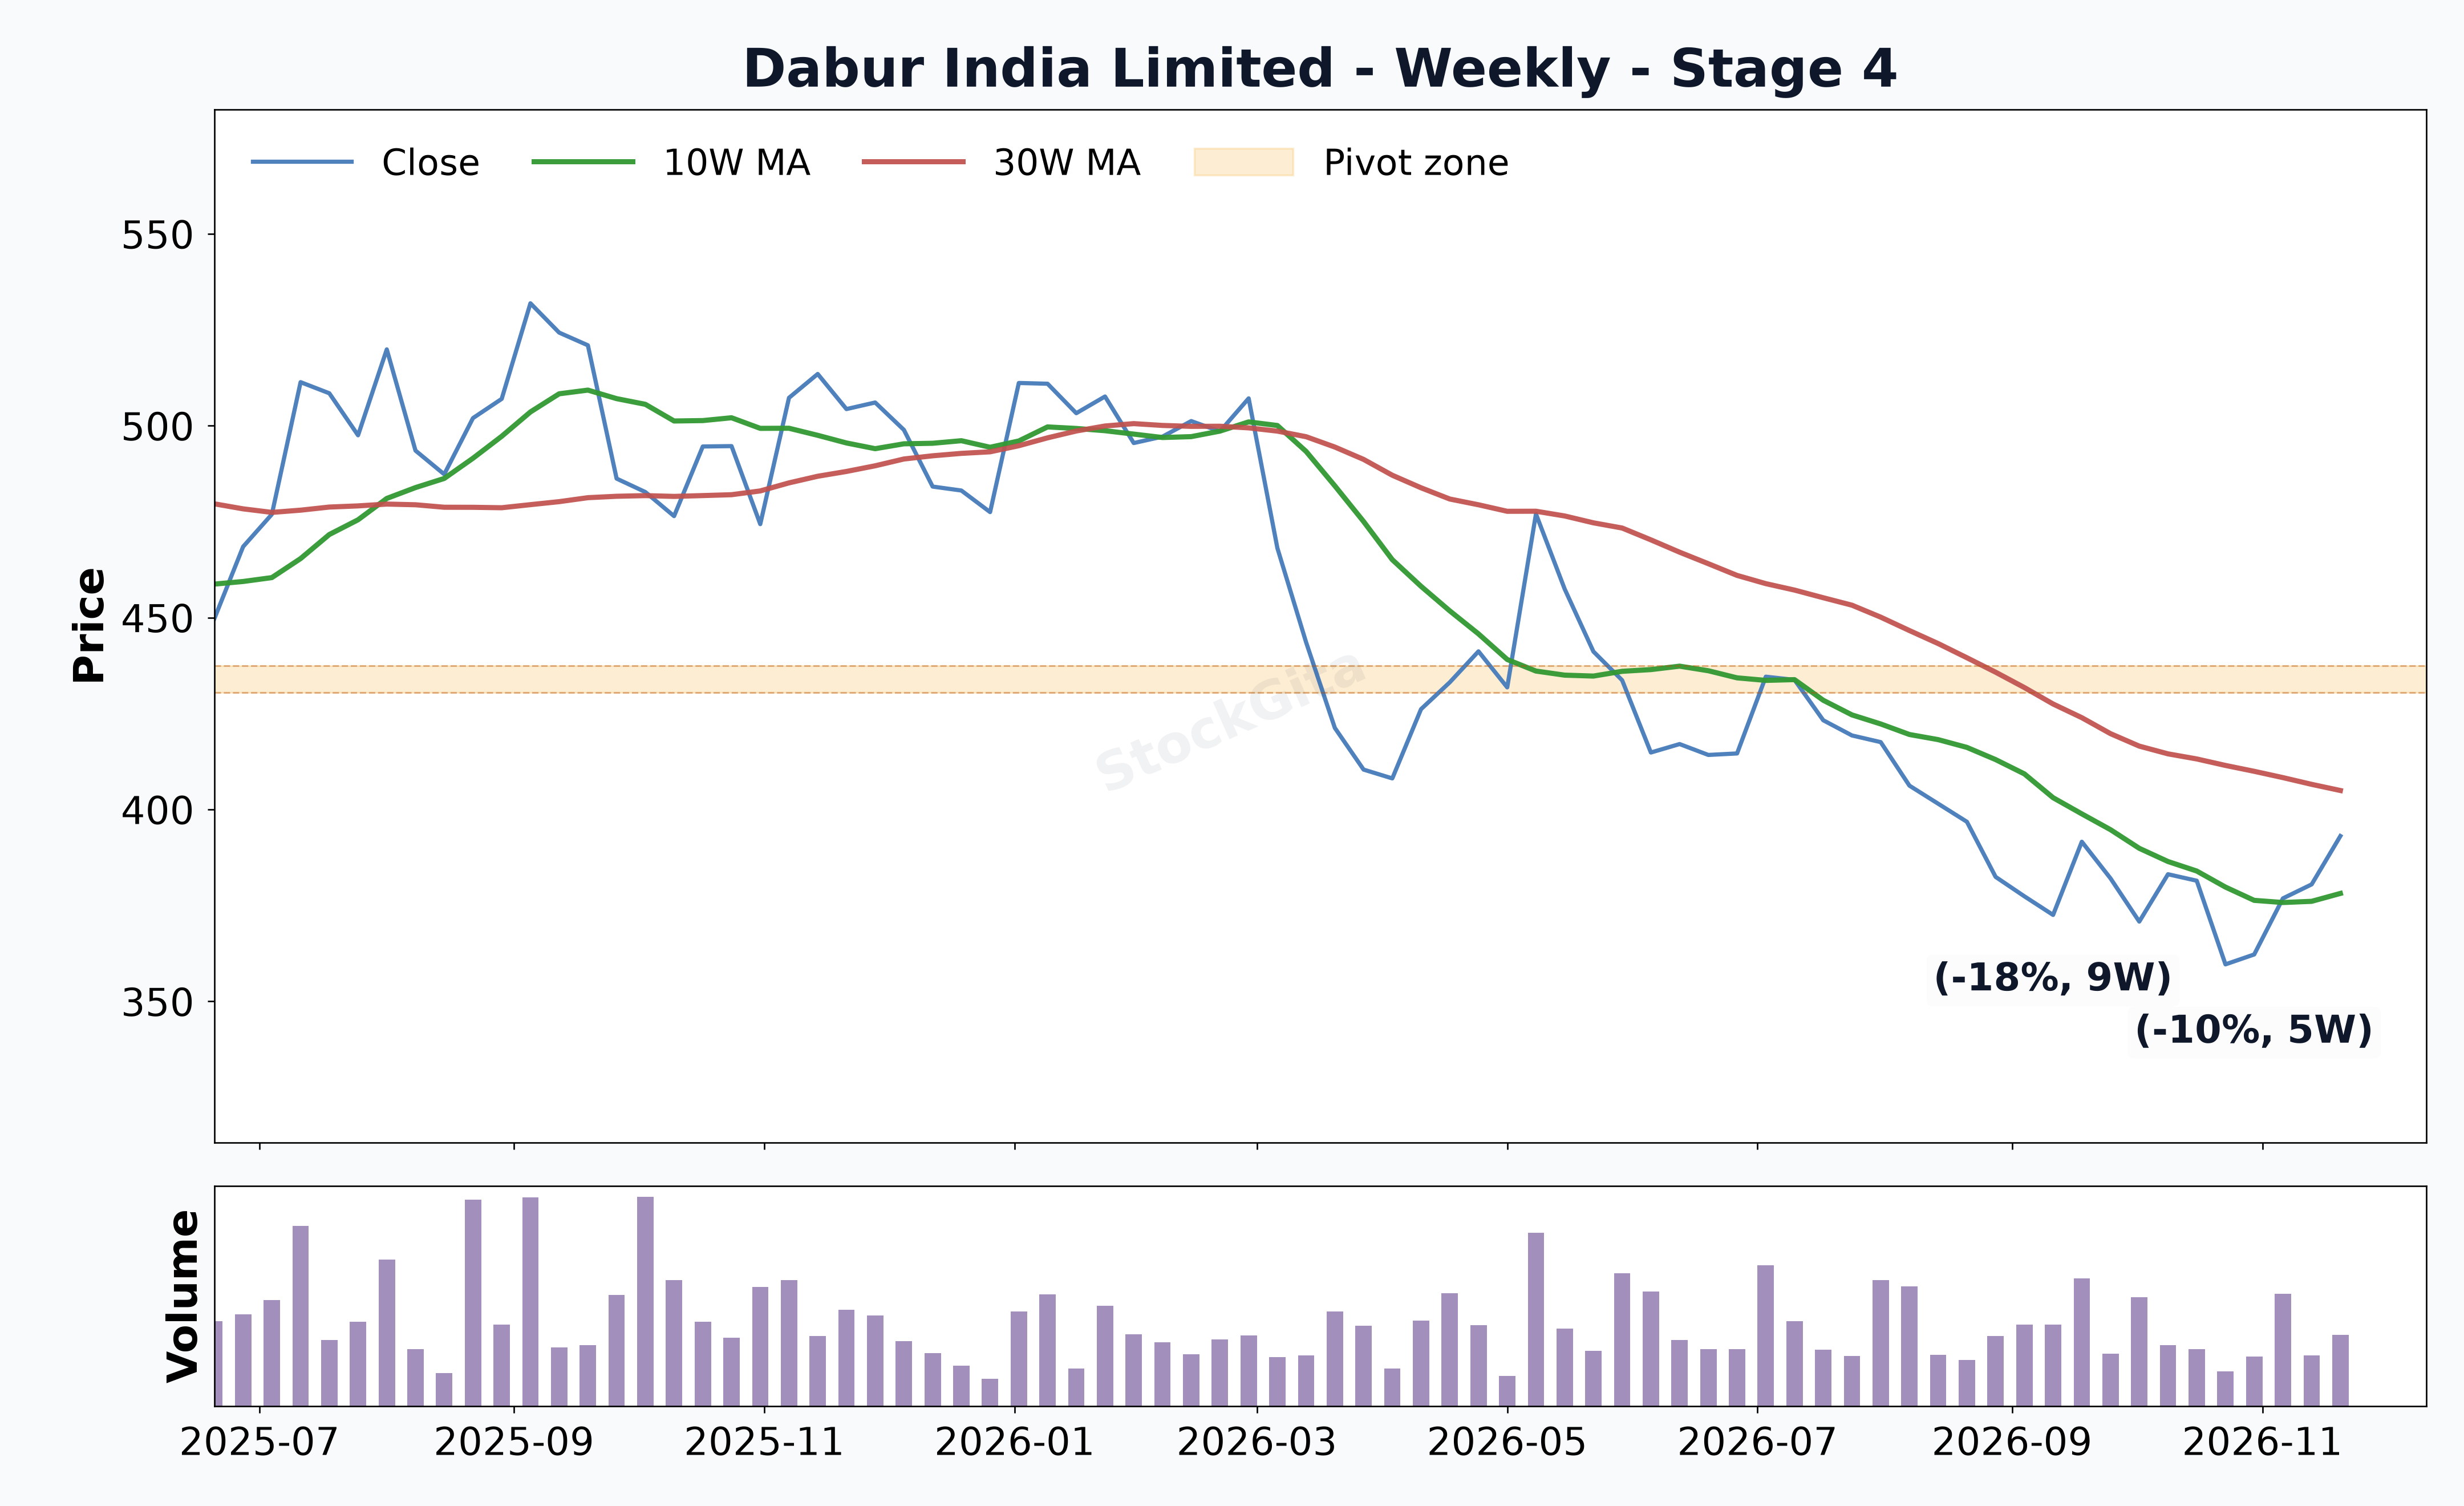 Dabur India Limited - Weekly - Stage 4
Close 10W MA 30W MA Pivot zone
550
500
450
400
350
Price
StockGita
(-18%, 9W)
(-10%, 5W)
Volume
2025-07 2025-09 2025-11 2026-01 2026-03 2026-05 2026-07 2026-09 2026-11